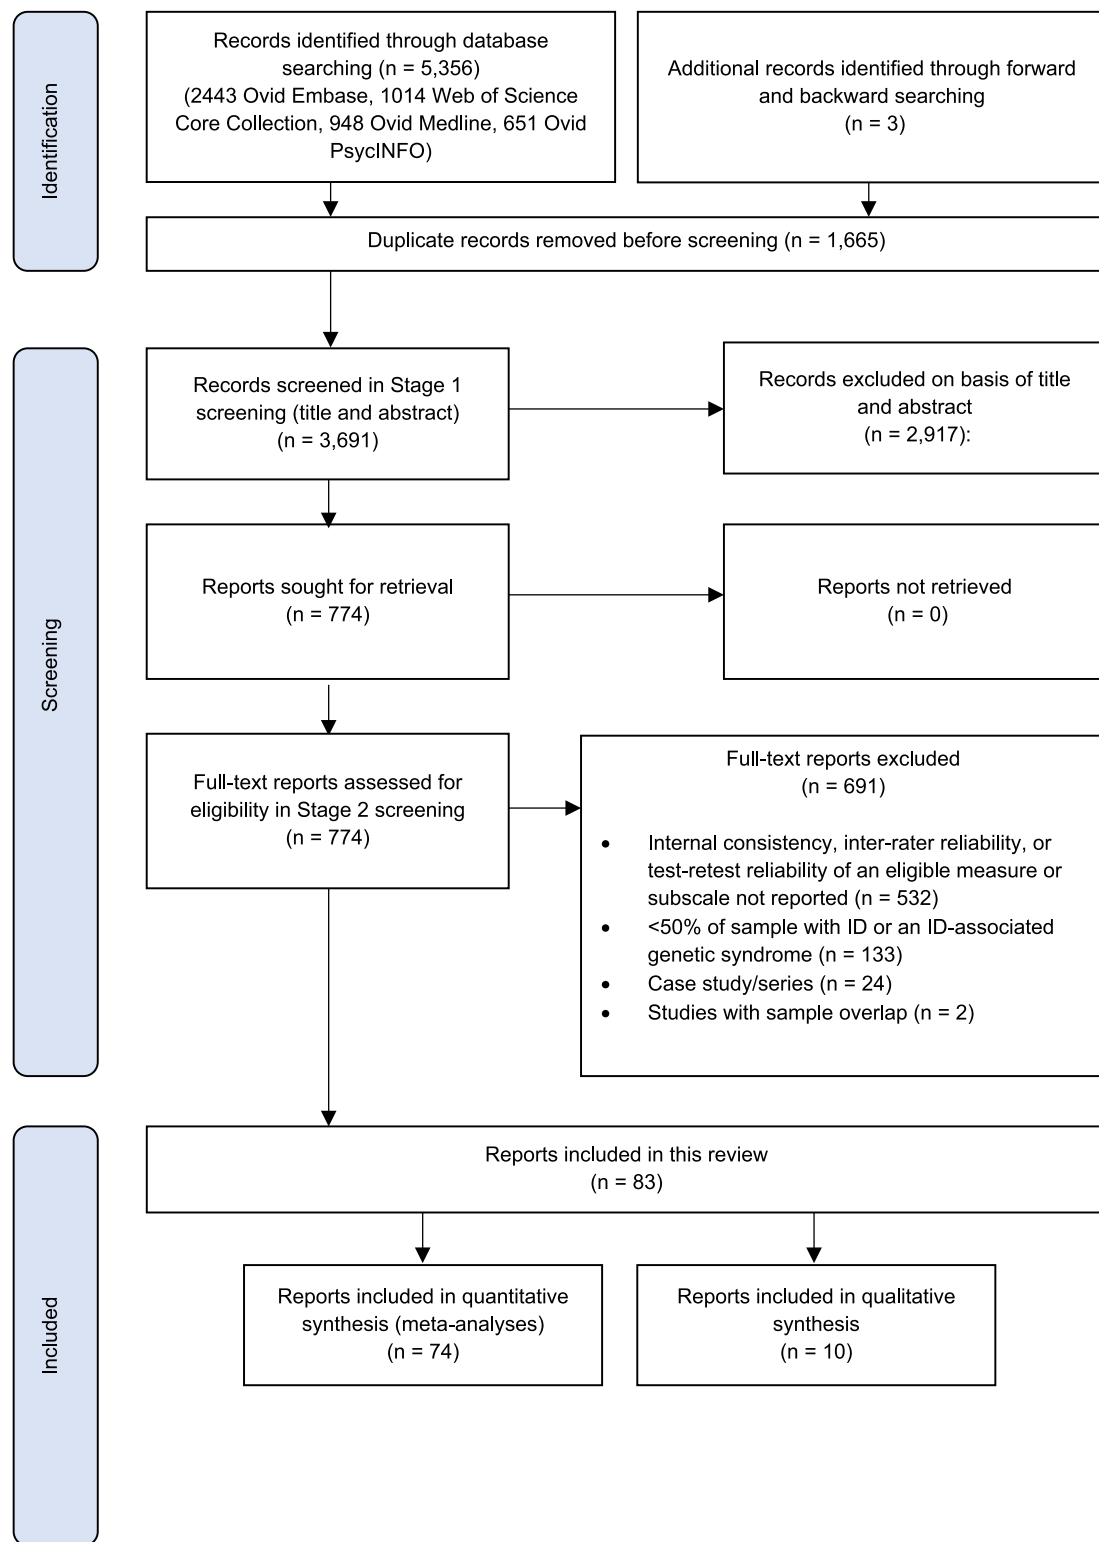 Identification
Records identified through database
searching (n = 5,356)
(2443 Ovid Embase, 1014 Web of Science
Core Collection, 948 Ovid Medline, 651 Ovid
PsycINFO)
Additional records identified through forward
and backward searching
(n = 3)
Duplicate records removed before screening (n = 1,665)
Screening
Records screened in Stage 1
screening (title and abstract)
(n = 3,691)
Records excluded on basis of title
and abstract
(n = 2,917):
Reports sought for retrieval
(n = 774)
Reports not retrieved
(n = 0)
Full-text reports assessed for
eligibility in Stage 2 screening
(n = 774)
Full-text reports excluded
(n = 691)
• Internal consistency, inter-rater reliability, or
test-retest reliability of an eligible measure or
subscale not reported (n = 532)
• <50% of sample with ID or an ID-associated
genetic syndrome (n = 133)
• Case study/series (n = 24)
• Studies with sample overlap (n = 2)
Included
Reports included in this review
(n = 83)
Reports included in quantitative
synthesis (meta-analyses)
(n = 74)
Reports included in qualitative
synthesis
(n = 10)